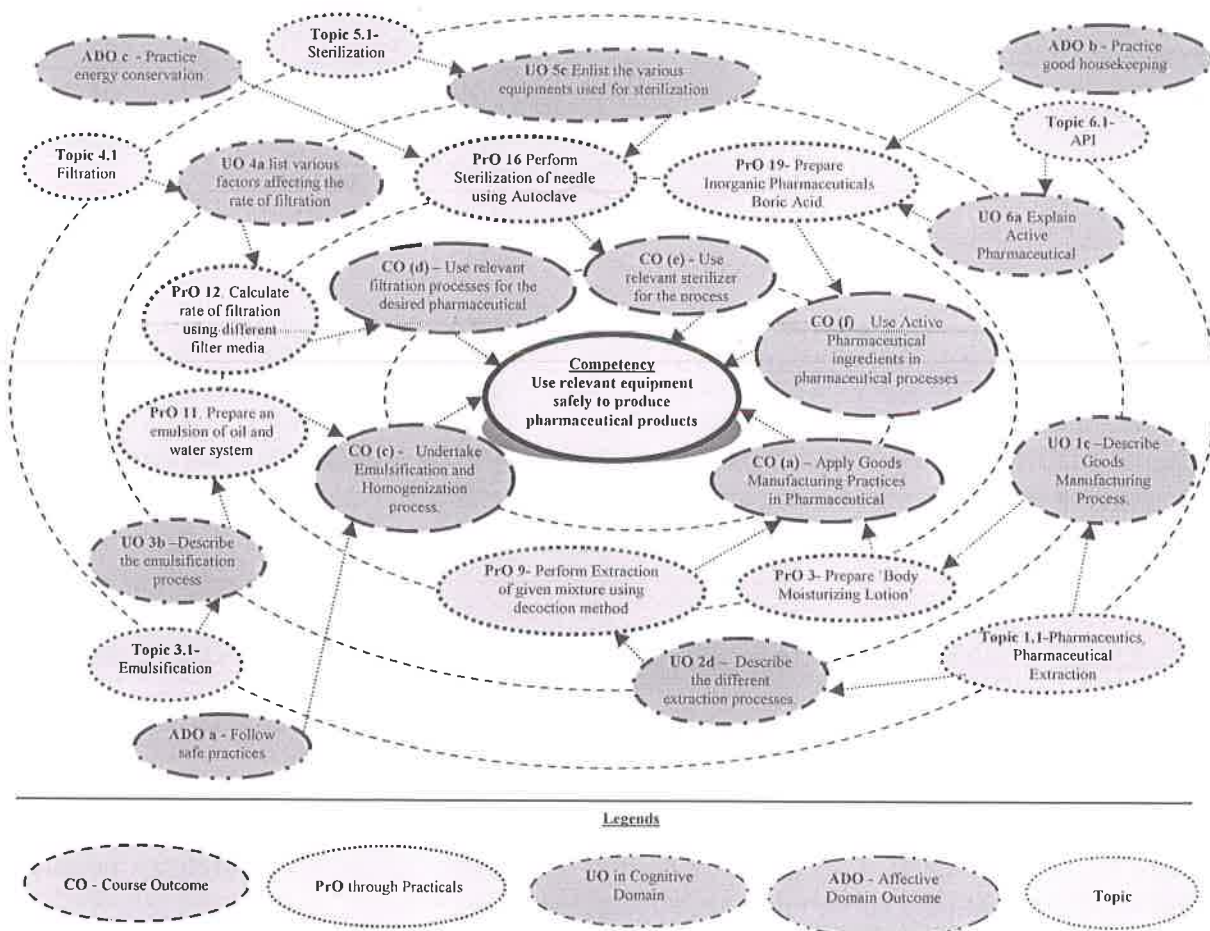 Topic 5.1-
Sterilization
ADO c - Practice
energy conservation
UO 5c Enlist the various
equipments used for sterilization
ADO b - Practice
good housekeeping
Topic 4.1
Filtration
UO 4a list various
factors affecting the
rate of filtration
PrO 16 Perform
Sterilization of needle
using Autoclave
PrO 19- Prepare
Inorganic Pharmaceuticals
Boric Acid
Topic 6.1-
API
UO 6a Explain
Active
Pharmaceutical
CO (d) – Use relevant
filtration processes for the
desired pharmaceutical
CO (e) - Use
relevant sterilizer
for the process
PrO 12. Calculate
rate of filtration
using different
filter media
CO (f) – Use Active
Pharmaceutical
ingredients in
pharmaceutical processes
Competency
Use relevant equipment
safely to produce
pharmaceutical products
PrO 11. Prepare an
emulsion of oil and
water system
CO (c) - Undertake
Emulsification and
Homogenization
process.
CO (a) – Apply Goods
Manufacturing Practices
in Pharmaceutical
UO 1c –Describe
Goods
Manufacturing
Process.
UO 3b –Describe
the emulsification
process
PrO 9- Perform Extraction
of given mixture using
decoction method
PrO 3- Prepare ‘Body
Moisturizing Lotion’
Topic 3.1-
Emulsification
UO 2d – Describe
the different
extraction processes.
Topic 1.1-Pharmaceutics,
Pharmaceutical
Extraction
ADO a - Follow
safe practices
Legends
CO - Course Outcome
PrO through Practicals
UO in Cognitive
Domain
ADO - Affective
Domain Outcome
Topic